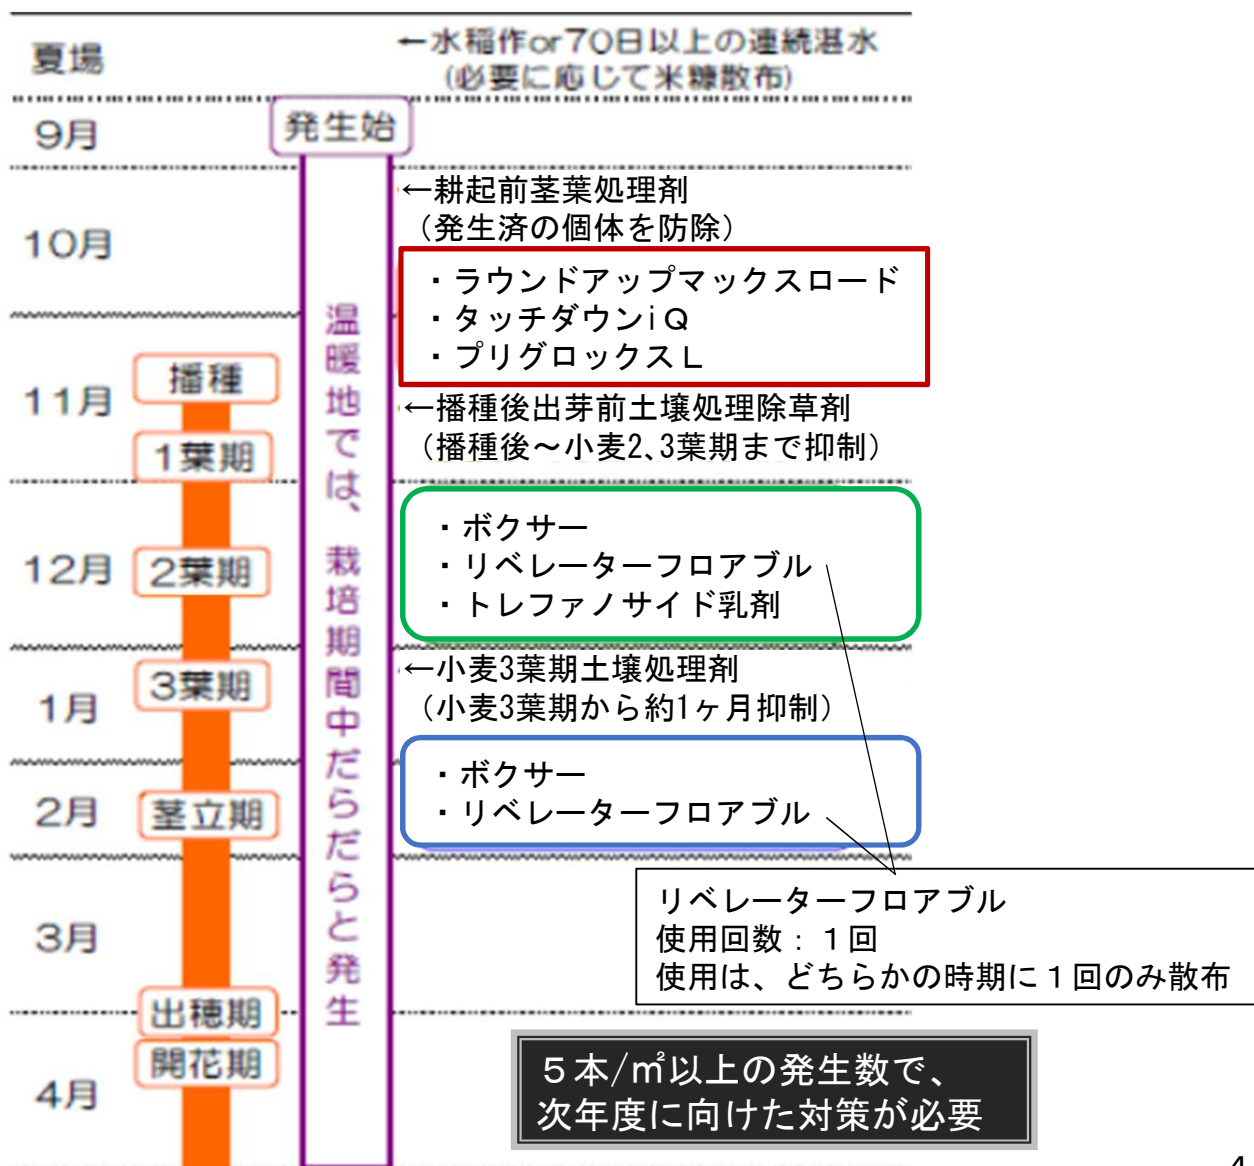 夏場
←水稲作or70日以上の連続湛水
(必要に応じて米糠散布)
9月
発生始
10月
←耕起前茎葉処理剤
（発生済の個体を防除）
・ラウンドアップマックスロード
・タッチダウンiQ
・プリグロックスL
11月
播種
1葉期
←播種後出芽前土壌処理除草剤
（播種後～小麦2、3葉期まで抑制）
温暖地では、栽培期間中だらだらと発生
12月
2葉期
・ボクサー
・リベレーターフロアブル
・トレファノサイド乳剤
1月
3葉期
←小麦3葉期土壌処理剤
（小麦3葉期から約1ヶ月抑制）
2月
茎立期
・ボクサー
・リベレーターフロアブル
リベレーターフロアブル
使用回数：１回
使用は、どちらかの時期に１回のみ散布
3月
出穂期
開花期
4月
５本/㎡以上の発生数で、
次年度に向けた対策が必要